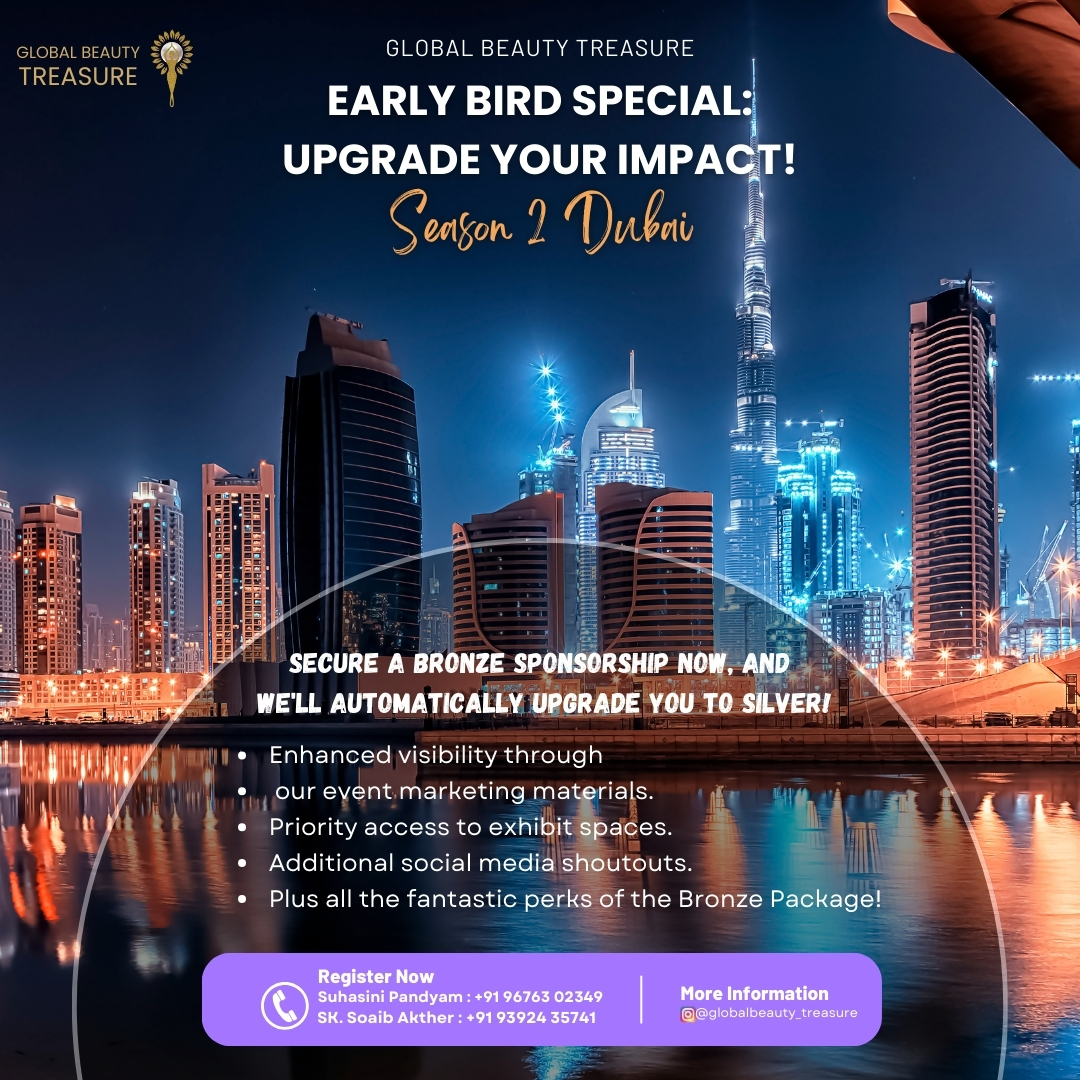 GLOBAL BEAUTY
TREASURE
GLOBAL BEAUTY TREASURE
EARLY BIRD SPECIAL:
UPGRADE YOUR IMPACT!
Season 2 Dubai
SECURE A BRONZE SPONSORSHIP NOW, AND
WE'LL AUTOMATICALLY UPGRADE YOU TO SILVER!
• Enhanced visibility through
• our event marketing materials.
• Priority access to exhibit spaces.
• Additional social media shoutouts.
• Plus all the fantastic perks of the Bronze Package!
Register Now
Suhasini Pandyam : +91 96763 02349
SK. Soaib Akther : +91 93924 35741
More Information
@globalbeauty_treasure